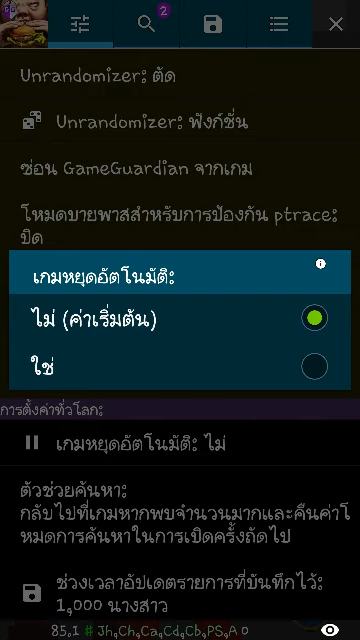 2
Unrandomizer: ตัด
Unrandomizer: ฟังก์ชั่น
ซ่อน GameGuardian จากเกม
โหมดบายพาสสำหรับการป้องกัน ptrace:
ปิด
เกมหยุดอัตโนมัติ:
ไม่ (ค่าเริ่มต้น)
ใช่
การตั้งค่าทั่วโลก:
เกมหยุดอัตโนมัติ: ไม่
ตัวช่วยค้นหา:
กลับไปที่เกมหากพบจำนวนมากและคืนค่าโ
หมดการค้นหาในการเปิดครั้งถัดไป
ช่วงเวลาอัปเดตรายการที่บันทึกไว้:
1,000 นางสาว
85,1 # Jh,Ch,Ca,Cd,Cb,PS,A 0